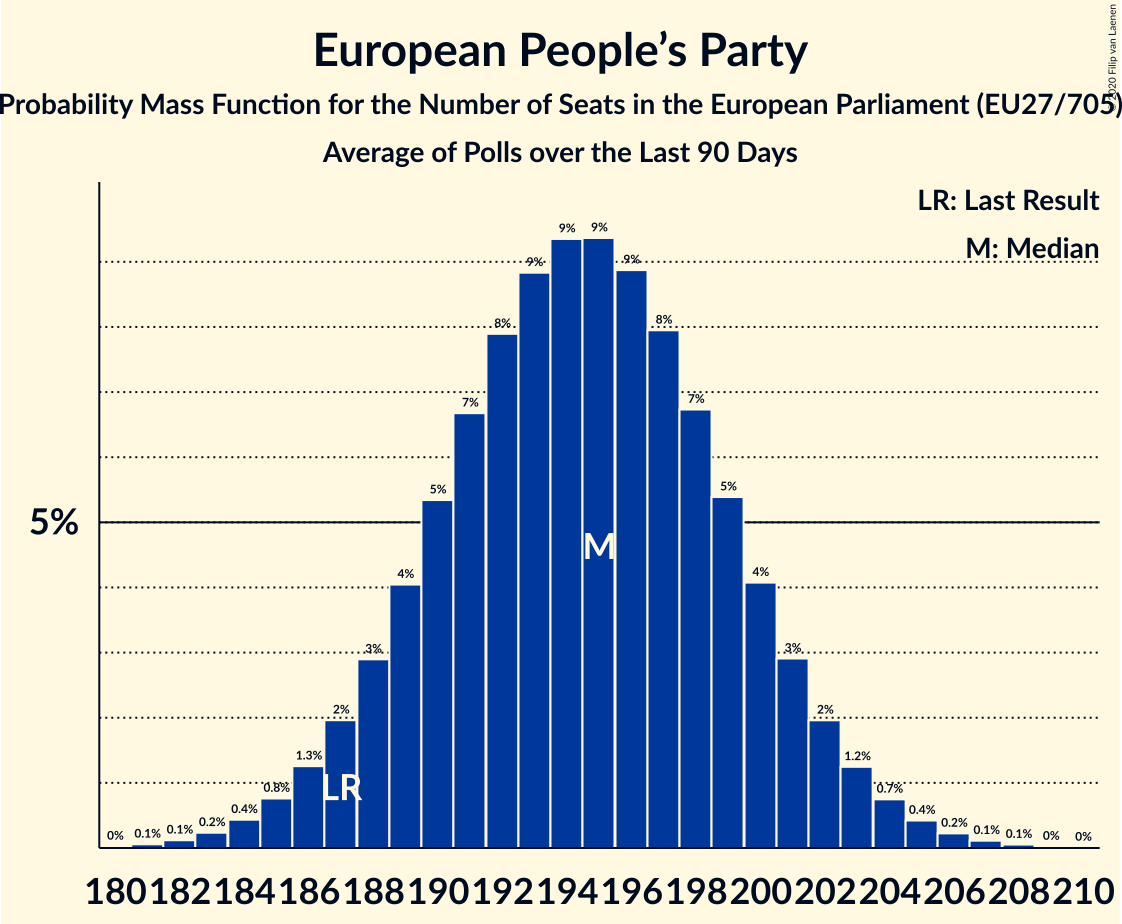 European People’s Party
Probability Mass Function for the Number of Seats in the European Parliament (EU27/705)
Average of Polls over the Last 90 Days
© 2020 Filip van Laenen
LR: Last Result
M: Median
5%
0% 0.1% 0.1% 0.2% 0.4% 0.8% 1.3% 2% 3% 4% 5% 7% 8% 9% 9% 9% 9% 8% 7% 5% 4% 3% 2% 1.2% 0.7% 0.4% 0.2% 0.1% 0.1% 0% 0%
M
LR
180 182 184 186 188 190 192 194 196 198 200 202 204 206 208 210